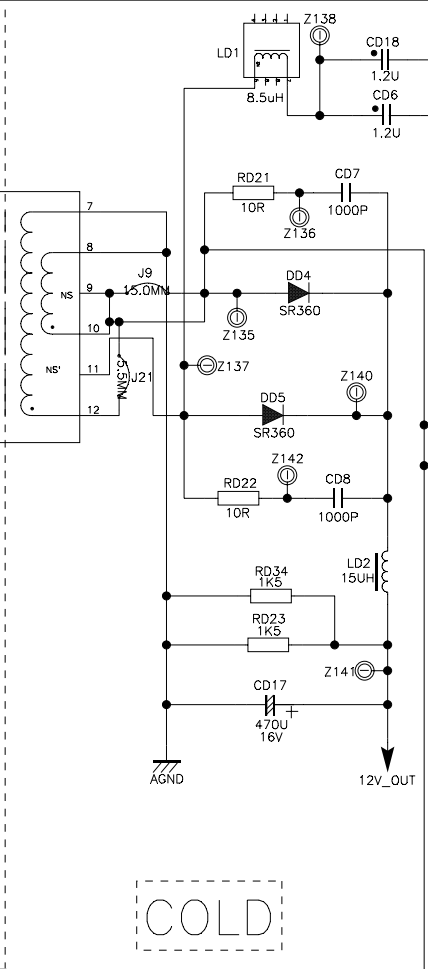 Z138
LD1
CD18
8.5uH
1.2U
CD6
1.2U
RD21
CD7
10R
1000P
7
Z136
8
J9
DD4
NS
9
15.0MM
SR360
10
Z135
NS'
11
5.5MM
J21
Z137
Z140
DD5
12
SR360
Z142
RD22
CD8
10R
1000P
LD2
15UH
RD34
1K5
RD23
1K5
Z141
CD17
+
470U
16V
AGND
12V_OUT
COLD